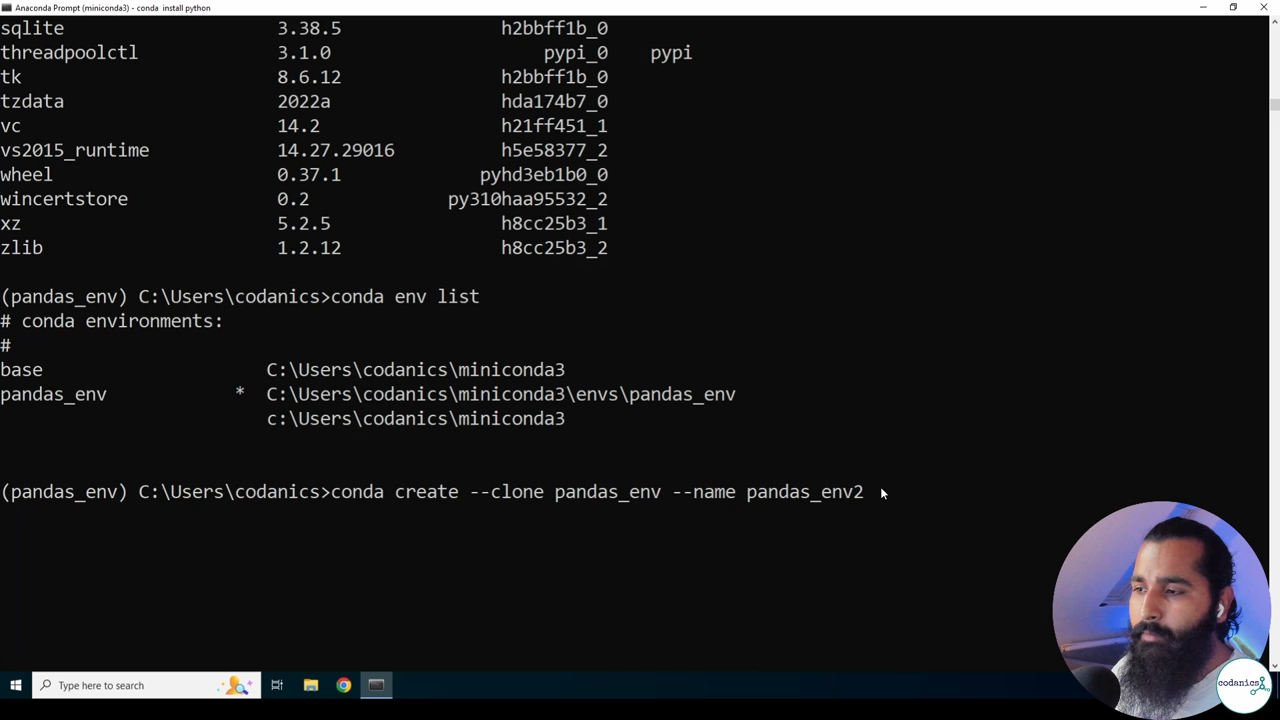 Anaconda Prompt (miniconda3) - conda install python
sqlite 3.38.5 h2bbff1b_0
threadpoolctl 3.1.0 pypi_0 pypi
tk 8.6.12 h2bbff1b_0
tzdata 2022a hda174b7_0
vc 14.2 h21ff451_1
vs2015_runtime 14.27.29016 h5e58377_2
wheel 0.37.1 pyhd3eb1b0_0
wincertstore 0.2 py310haa95532_2
xz 5.2.5 h8cc25b3_1
zlib 1.2.12 h8cc25b3_2
(pandas_env) C:\Users\codanics>conda env list
# conda environments:
#
base C:\Users\codanics\miniconda3
pandas_env * C:\Users\codanics\miniconda3\envs\pandas_env
c:\Users\codanics\miniconda3
(pandas_env) C:\Users\codanics>conda create --clone pandas_env --name pandas_env2
Type here to search
codanics